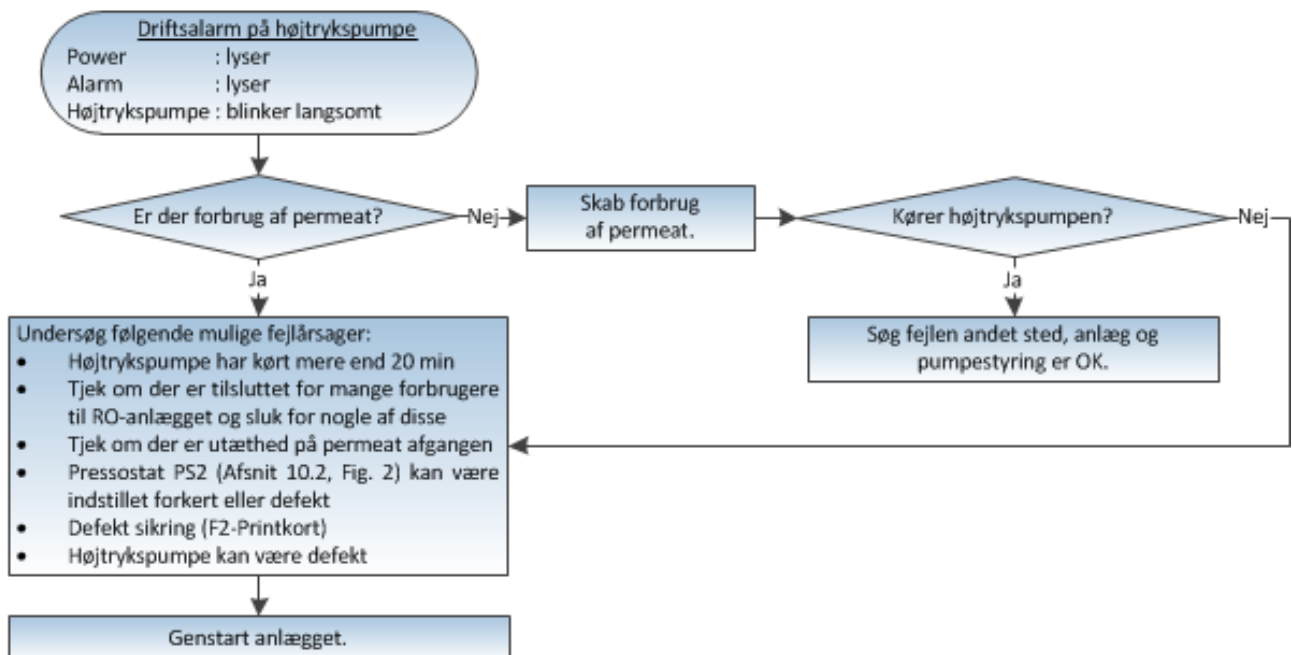 Driftsalarm på højtrykspumpe
Power : lyser
Alarm : lyser
Højtrykspumpe : blinker langsomt
Er der forbrug af permeat?
Nej
Skab forbrug
af permeat.
Kører højtrykspumpen?
Nej
Ja
Ja
Undersøg følgende mulige fejlårsager:
• Højtrykspumpe har kørt mere end 20 min
• Tjek om der er tilsluttet for mange forbrugere
til RO-anlægget og sluk for nogle af disse
• Tjek om der er utæthed på permeat afgangen
• Pressostat PS2 (Afsnit 10.2, Fig. 2) kan være
indstillet forkert eller defekt
• Defekt sikring (F2-Printkort)
• Højtrykspumpe kan være defekt
Søg fejlen andet sted, anlæg og
pumpestyring er OK.
Genstart anlægget.